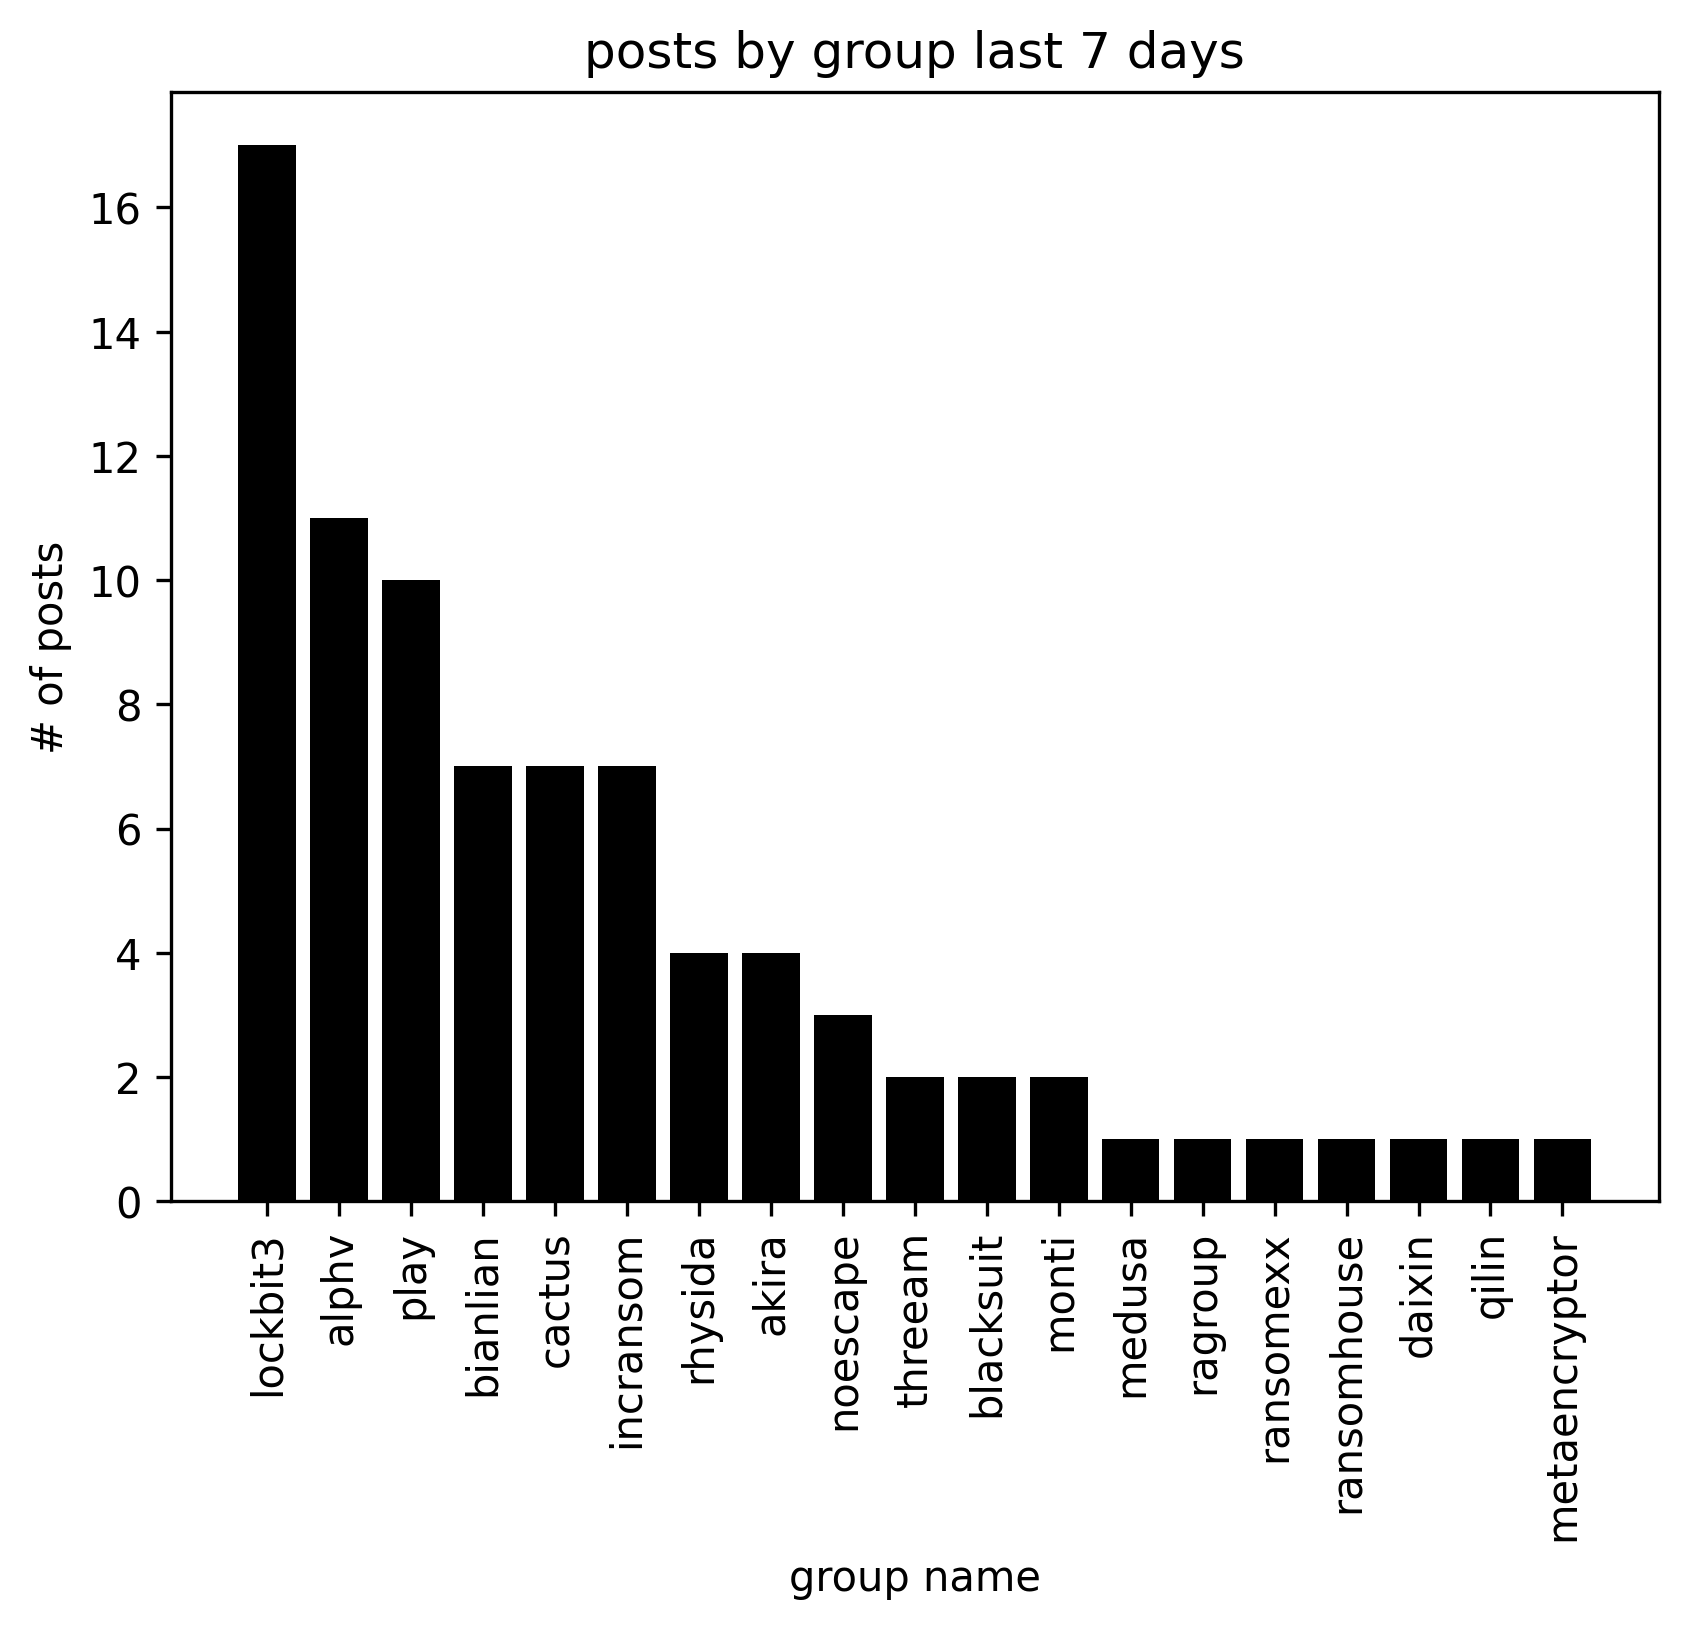 posts by group last 7 days
# of posts
16
14
12
10
8
6
4
2
0
lockbit3
alphv
play
bianlian
cactus
incransom
rhysida
akira
noescape
threeam
blacksuit
monti
medusa
ragroup
ransomexx
ransomhouse
daixin
qilin
metaencryptor
group name